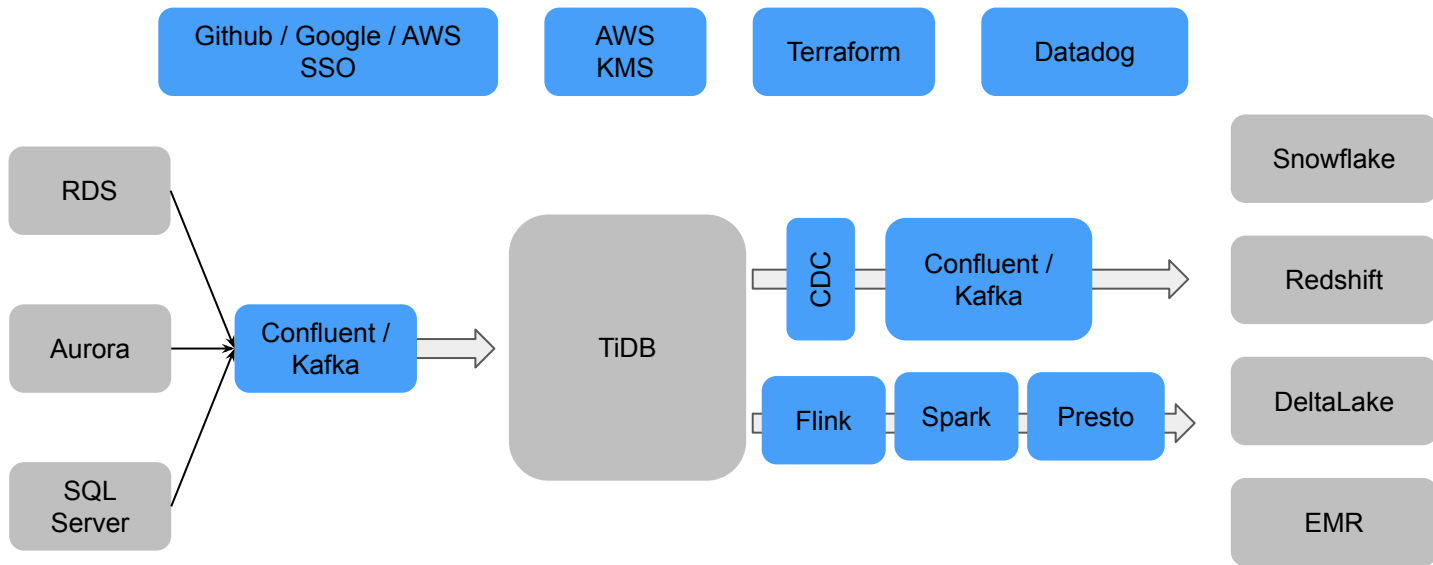 Github / Google / AWS
SSO
AWS
KMS
Terraform
Datadog
RDS
Aurora
SQL
Server
Confluent /
Kafka
TiDB
CDC
Confluent /
Kafka
Flink
Spark
Presto
Snowflake
Redshift
DeltaLake
EMR